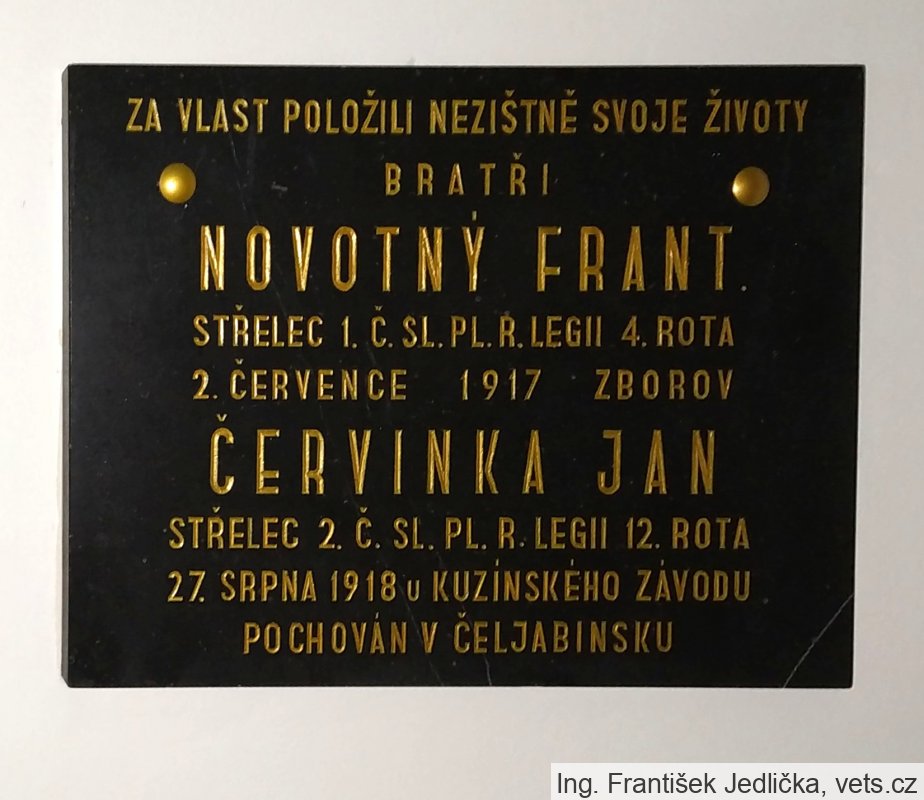 ZA VLAST POLOŽILI NEZIŠTNĚ SVOJE ŽIVOTY
BRATŘI
NOVOTNÝ FRANT.
STŘELEC 1. Č. SL. PL. R. LEGII 4. ROTA
2. ČERVENCE 1917 ZBOROV
ČERVINKA JAN
STŘELEC 2. Č. SL. PL. R. LEGII 12. ROTA
27. SRPNA 1918 U KUZÍNSKÉHO ZÁVODU
POCHOVÁN V ČELJABINSKU
Ing. František Jedlička, vets.cz